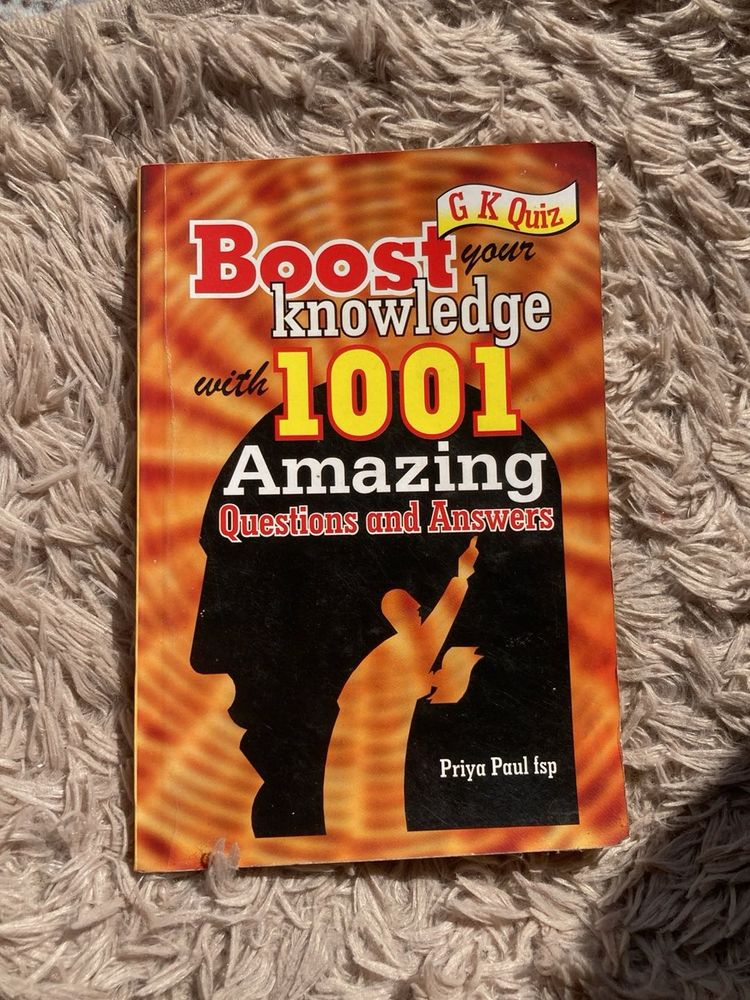 G K Quiz
Boost your
knowledge
with 1001
Amazing
Questions and Answers
Priya Paul fsp